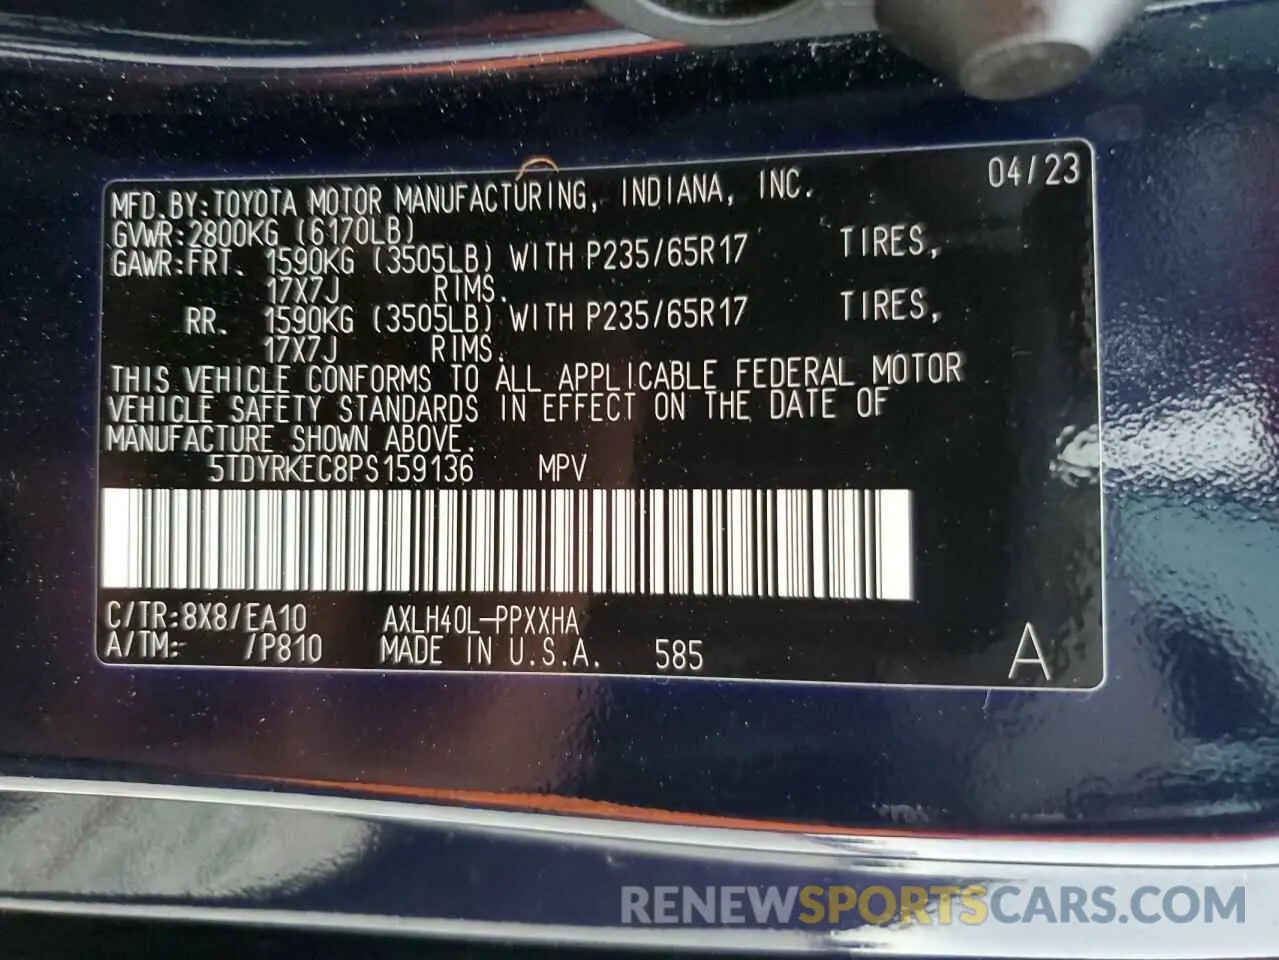 04/23
MFD.BY:TOYOTA MOTOR MANUFACTURING, INDIANA, INC.
GVWR:2800KG (6170LB)
GAWR:FRT. 1590KG (3505LB) WITH P235/65R17 TIRES,
17X7J RIMS.
RR. 1590KG (3505LB) WITH P235/65R17 TIRES,
17X7J RIMS.
THIS VEHICLE CONFORMS TO ALL APPLICABLE FEDERAL MOTOR
VEHICLE SAFETY STANDARDS IN EFFECT ON THE DATE OF
MANUFACTURE SHOWN ABOVE.
5TDYRKEC8PS159136 MPV
C/TR:8X8/EA10 AXLH40L-PPXXHA
A/TM: /P810 MADE IN U.S.A. 585
A
RENEWSPORTSCARS.COM